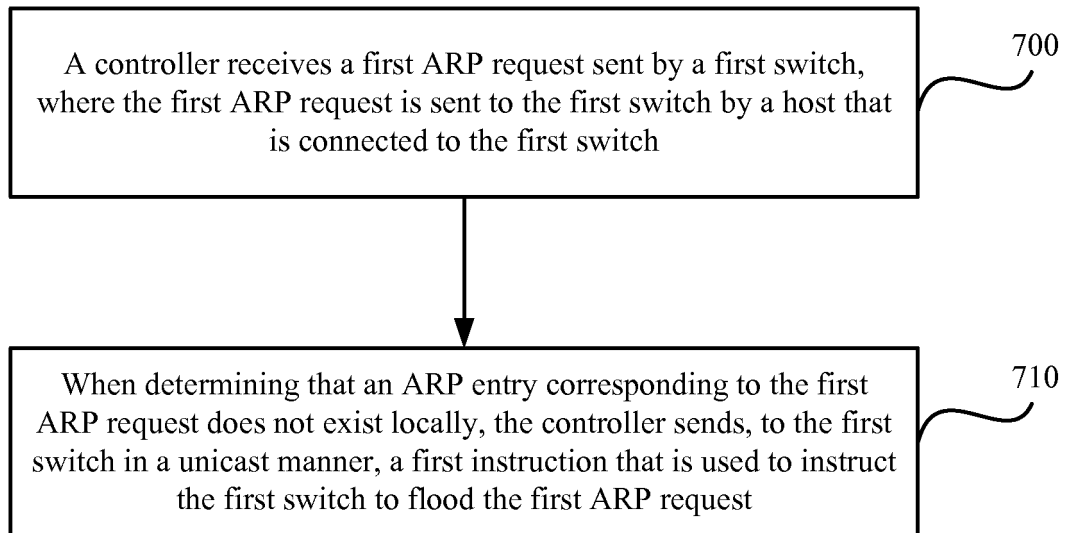 A controller receives a first ARP request sent by a first switch,
where the first ARP request is sent to the first switch by a host that
is connected to the first switch
700
When determining that an ARP entry corresponding to the first
ARP request does not exist locally, the controller sends, to the first
switch in a unicast manner, a first instruction that is used to instruct
the first switch to flood the first ARP request
710